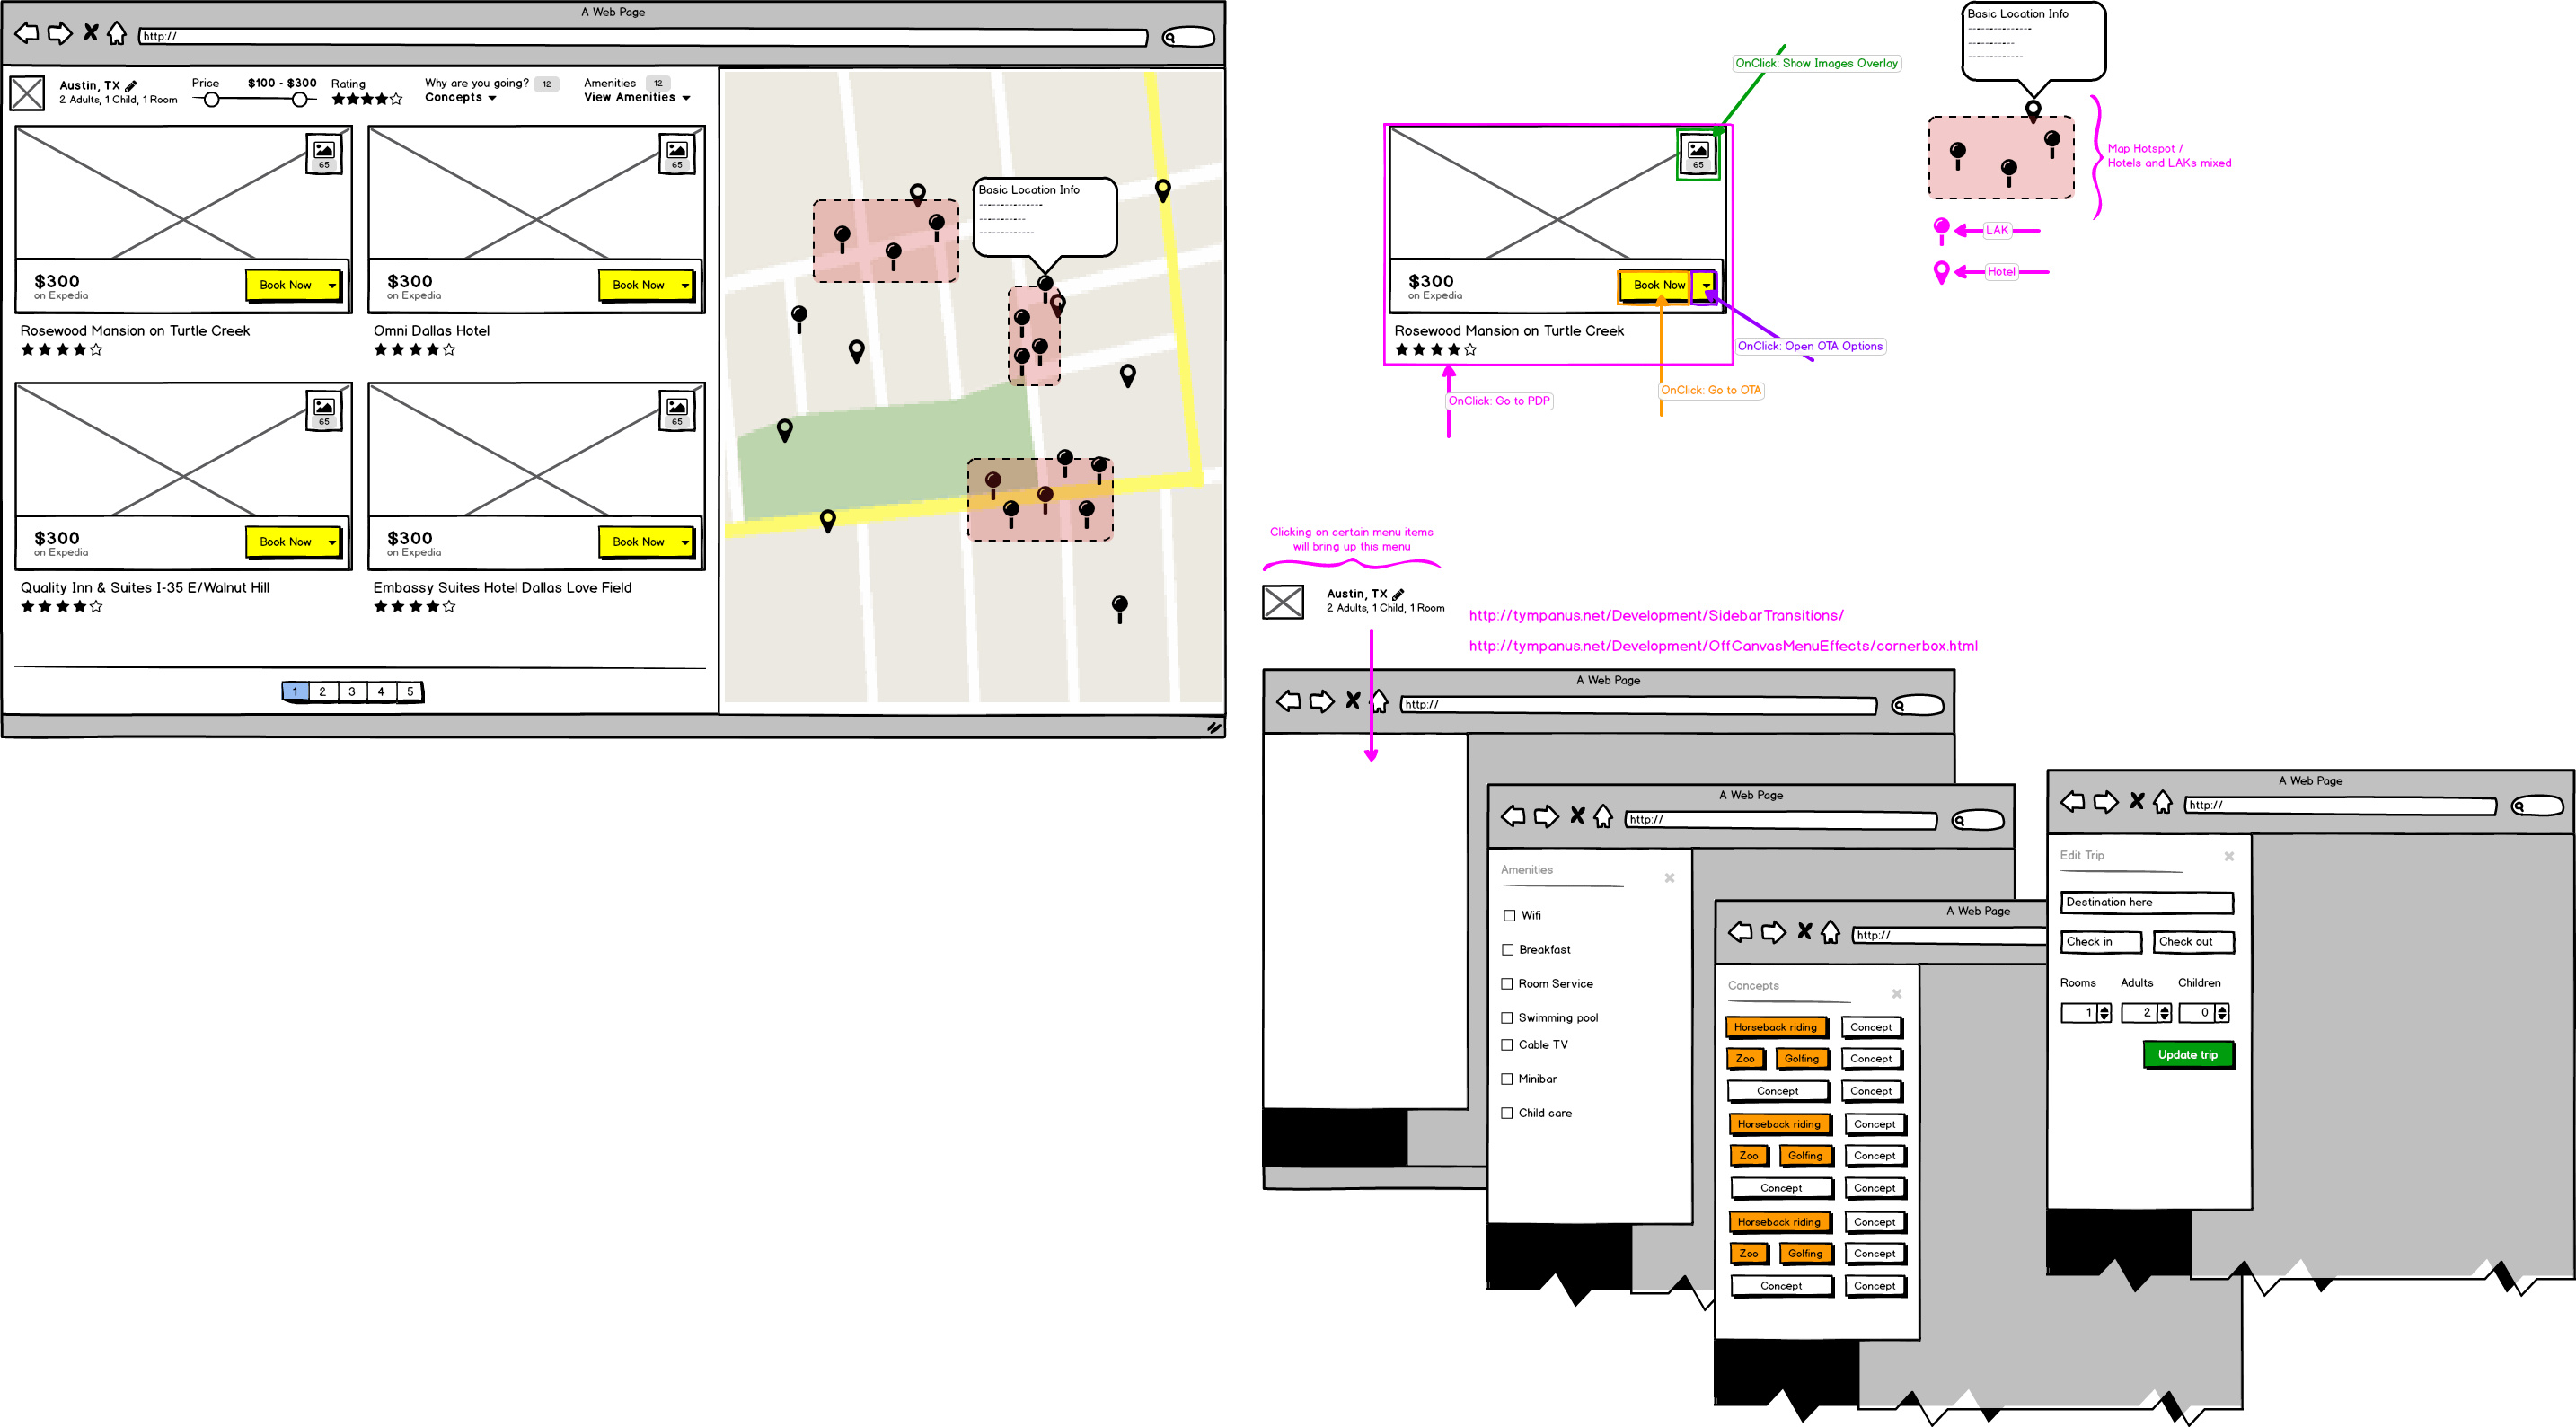 A Web Page
http://
Austin, TX
2 Adults, 1 Child, 1 Room
Price
$100 - $300
Rating
Why are you going?
12
Concepts
Amenities
12
View Amenities
65
65
$300
on Expedia
Book Now
$300
on Expedia
Book Now
Rosewood Mansion on Turtle Creek
Omni Dallas Hotel
65
65
$300
on Expedia
Book Now
$300
on Expedia
Book Now
Quality Inn & Suites I-35 E/Walnut Hill
Embassy Suites Hotel Dallas Love Field
1
2
3
4
5
Basic Location Info
OnClick: Show Images Overlay
65
$300
on Expedia
Book Now
Rosewood Mansion on Turtle Creek
OnClick: Open OTA Options
OnClick: Go to OTA
OnClick: Go to PDP
Basic Location Info
Map Hotspot /
Hotels and LAKs mixed
LAK
Hotel
Clicking on certain menu items
will bring up this menu
Austin, TX
2 Adults, 1 Child, 1 Room
http://tympanus.net/Development/SidebarTransitions/
http://tympanus.net/Development/OffCanvasMenuEffects/cornerbox.html
A Web Page
http://
A Web Page
http://
Amenities
Wifi
Breakfast
Room Service
Swimming pool
Cable TV
Minibar
Child care
A Web Page
http://
Concepts
Horseback riding
Concept
Zoo
Golfing
Concept
Concept
Concept
Horseback riding
Concept
Zoo
Golfing
Concept
Concept
Concept
Horseback riding
Concept
Zoo
Golfing
Concept
Concept
Concept
A Web Page
http://
Edit Trip
Destination here
Check in
Check out
Rooms
Adults
Children
1
2
0
Update trip